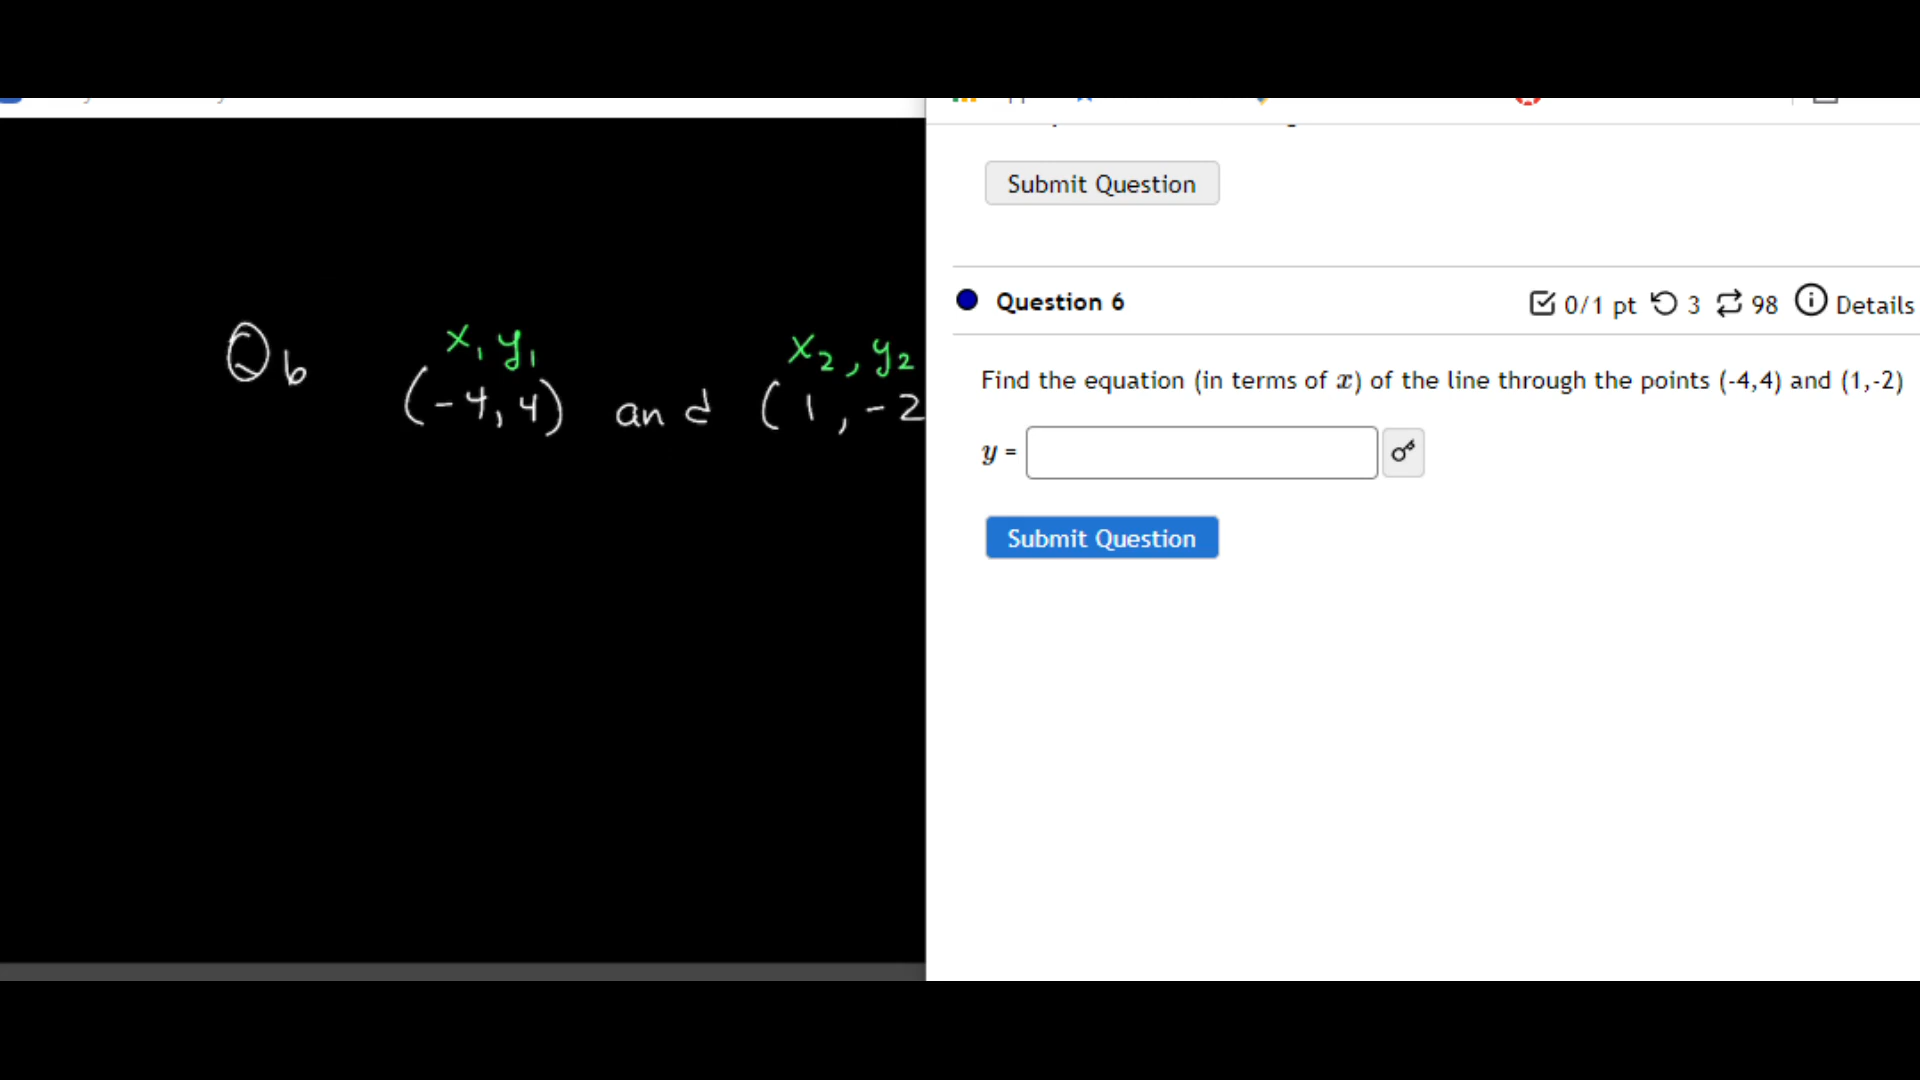 Qb
x₁ y₁
x₂, y₂
(-4, 4) and (1, -2
Submit Question
Question 6
0/1 pt 3 98 Details
Find the equation (in terms of x) of the line through the points (-4,4) and (1,-2)
y =
Submit Question